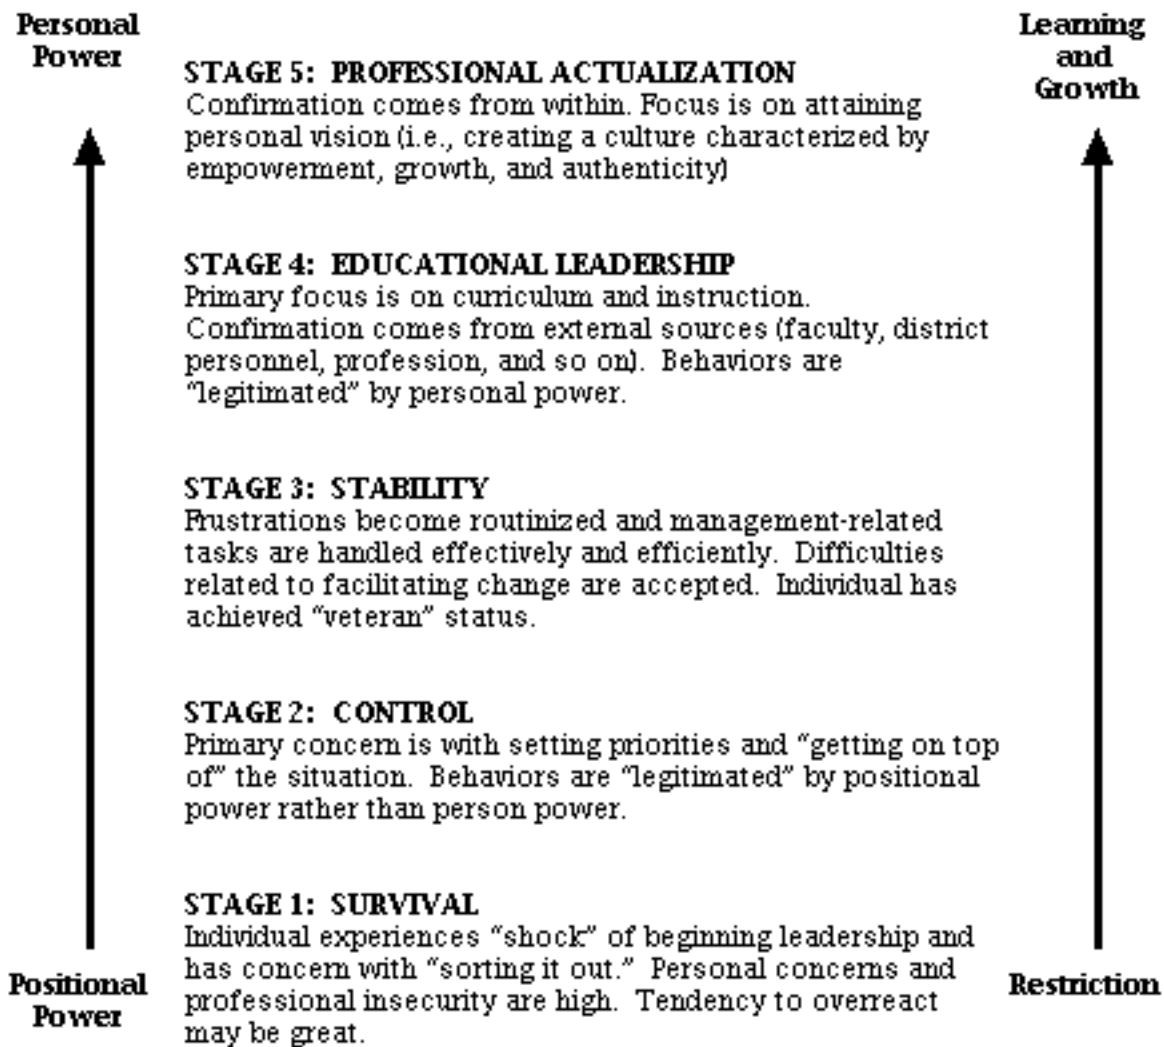 Personal
Power
Learning
and
Growth
STAGE 5: PROFESSIONAL ACTUALIZATION
Confirmation comes from within. Focus is on attaining
personal vision (i.e., creating a culture characterized by
empowerment, growth, and authenticity)
STAGE 4: EDUCATIONAL LEADERSHIP
Primary focus is on curriculum and instruction.
Confirmation comes from external sources (faculty, district
personnel, profession, and so on). Behaviors are
“legitimated” by personal power.
STAGE 3: STABILITY
Frustrations become routinized and management-related
tasks are handled effectively and efficiently. Difficulties
related to facilitating change are accepted. Individual has
achieved “veteran” status.
STAGE 2: CONTROL
Primary concern is with setting priorities and “getting on top
of” the situation. Behaviors are “legitimated” by positional
power rather than person power.
STAGE 1: SURVIVAL
Individual experiences “shock” of beginning leadership and
has concern with “sorting it out.” Personal concerns and
professional insecurity are high. Tendency to overreact
may be great.
Positional
Power
Restriction